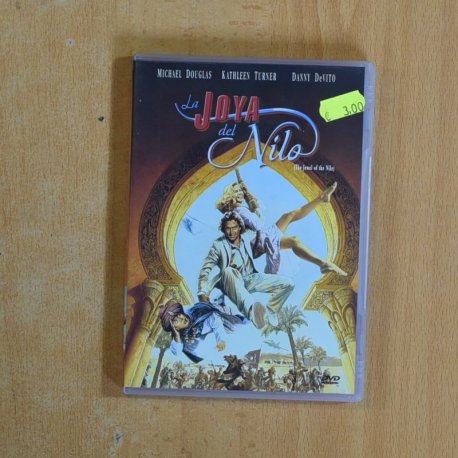 MICHAEL DOUGLAS KATHLEEN TURNER DANNY DeVITO
La JOYA
del Nilo
(The Jewel of the Nile)
€ 3,00
DVD